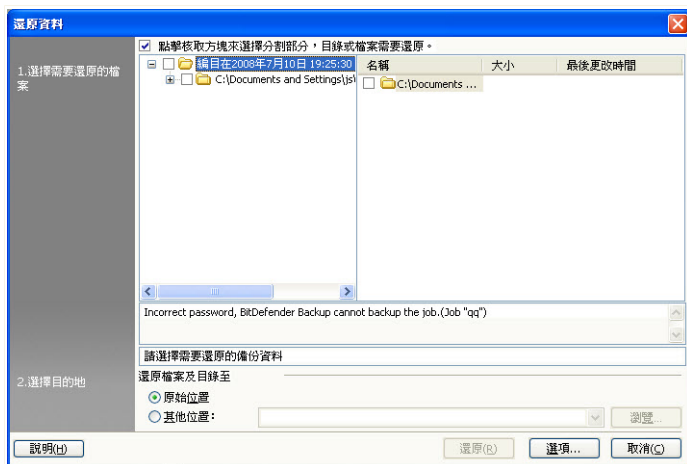 還原資料
點擊核取方塊來選擇分割部分，目錄或檔案需要還原。
1.選擇需要還原的檔
案
編目在2008年7月10日 19:25:30
C:\Documents and Settings\js\
名稱 大小 最後更改時間
C:\Documents ...
Incorrect password, BitDefender Backup cannot backup the job.(Job "qq")
請選擇需要還原的備份資料
2.選擇目的地
還原檔案及目錄至
原始位置
其他位置：
瀏覽...
說明(H) 還原(R) 選項... 取消(C)